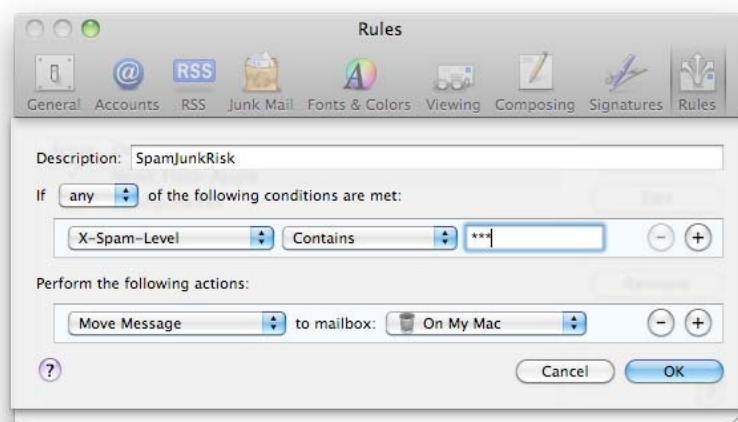 Rules
RSS
General Accounts RSS Junk Mail Fonts & Colors Viewing Composing Signatures Rules
Description: SpamJunkRisk
If any of the following conditions are met:
X-Spam-Level Contains ***
Perform the following actions:
Move Message to mailbox: On My Mac
? Cancel OK